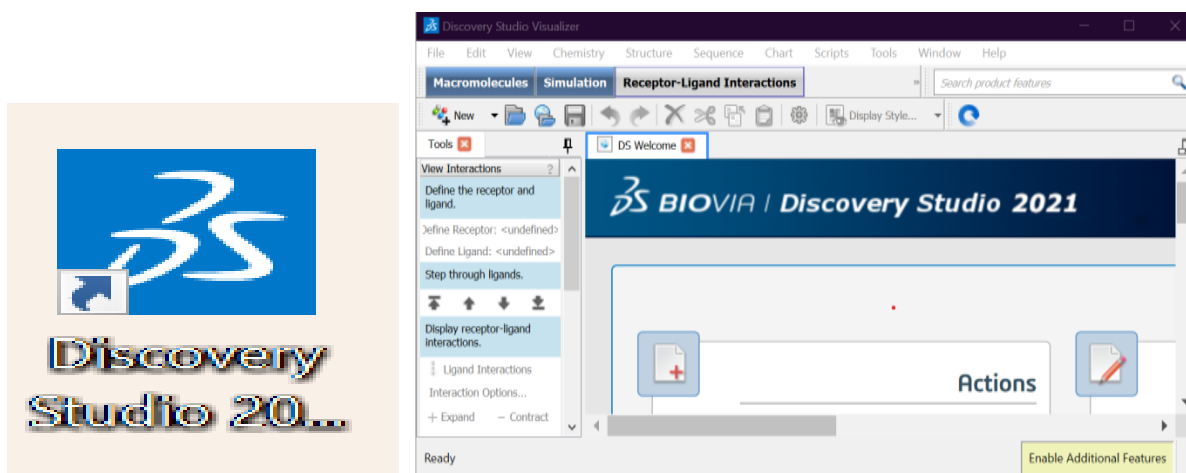 Discovery
Studio 20...
Discovery Studio Visualizer
File Edit View Chemistry Structure Sequence Chart Scripts Tools Window Help
Macromolecules Simulation Receptor-Ligand Interactions
Search product features
New Display Style...
Tools DS Welcome
View Interactions ?
Define the receptor and
ligand.
Define Receptor: <undefined>
Define Ligand: <undefined>
Step through ligands.
Display receptor-ligand
interactions.
Ligand Interactions
Interaction Options...
+ Expand − Contract
DS BIOVIA | Discovery Studio 2021
Actions
Ready
Enable Additional Features